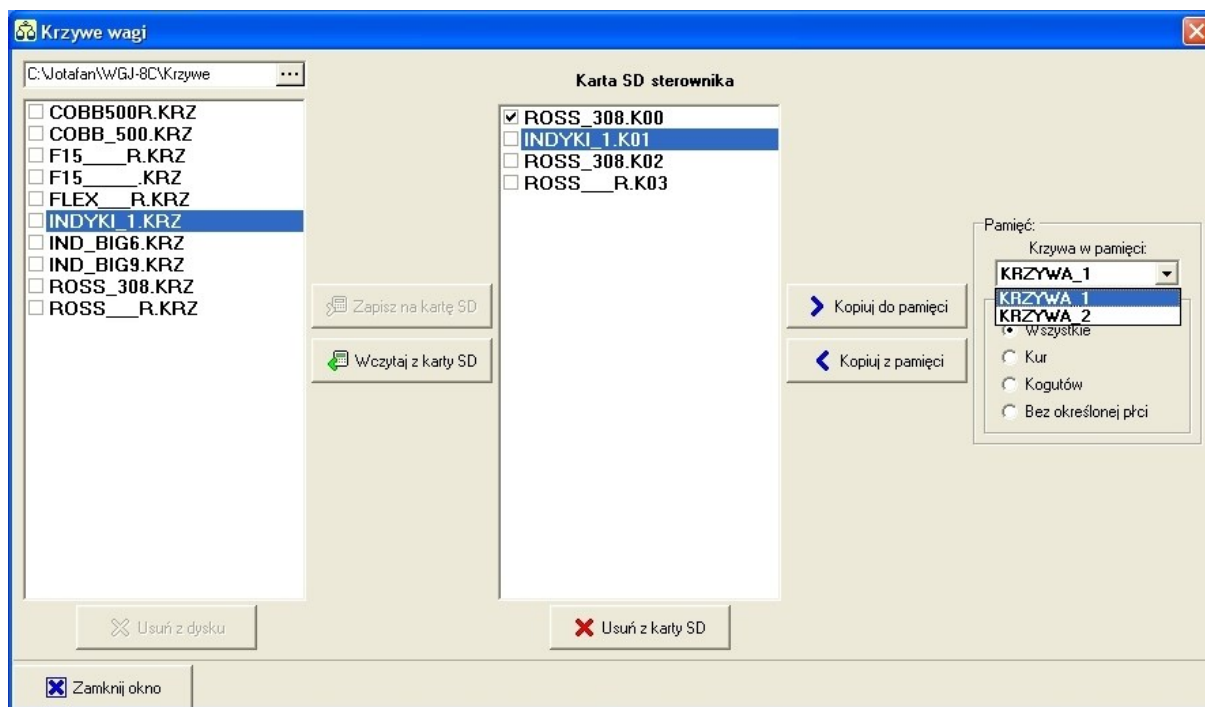 Krzywe wagi
C:\Jotafan\WGJ-8C\Krzywe
...
COBB500R.KRZ
COBB_500.KRZ
F15____R.KRZ
F15_____.KRZ
FLEX___R.KRZ
INDYKI_1.KRZ
IND_BIG6.KRZ
IND_BIG9.KRZ
ROSS_308.KRZ
ROSS___R.KRZ
Zapisz na kartę SD
Wczytaj z karty SD
Usuń z dysku
Karta SD sterownika
ROSS_308.K00
INDYKI_1.K01
ROSS_308.K02
ROSS___R.K03
Usuń z karty SD
Kopiuj do pamięci
Kopiuj z pamięci
Pamięć:
Krzywa w pamięci:
KRZYWA_1
KRZYWA_1
KRZYWA_2
Wszystkie
Kur
Kogutów
Bez określonej płci
Zamknij okno